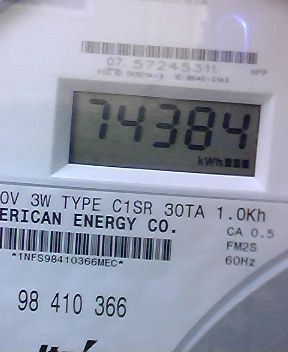 07 57245311
74384
kWh
0V 3W TYPE C1SR 30TA 1.0Kh
ERICAN ENERGY CO.
CA 0.5
FM2S
*1NFS98410366MEC*
60Hz
98 410 366